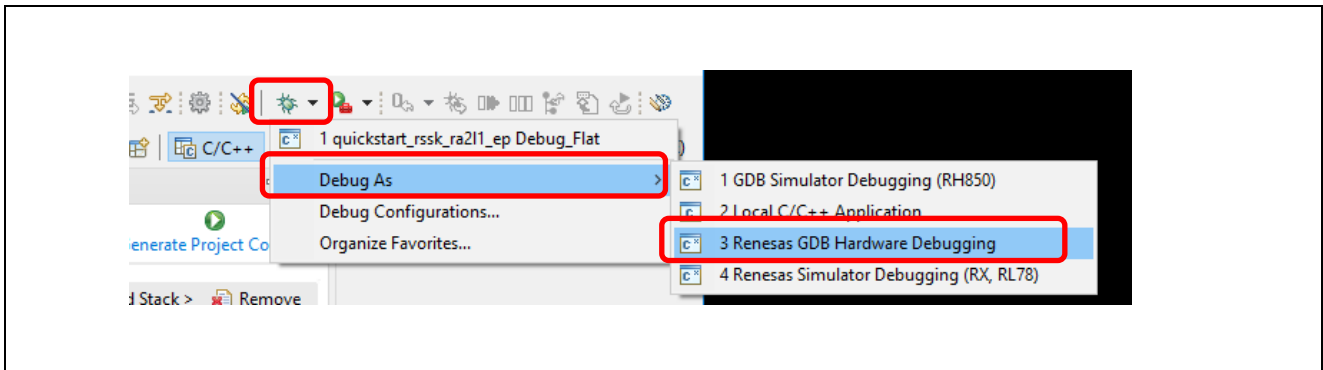 C/C++
1 quickstart_rssk_ra2l1_ep Debug_Flat
Debug As
Debug Configurations...
Organize Favorites...
1 GDB Simulator Debugging (RH850)
2 Local C/C++ Application
3 Renesas GDB Hardware Debugging
4 Renesas Simulator Debugging (RX, RL78)
enerate Project Co
d Stack >
Remove